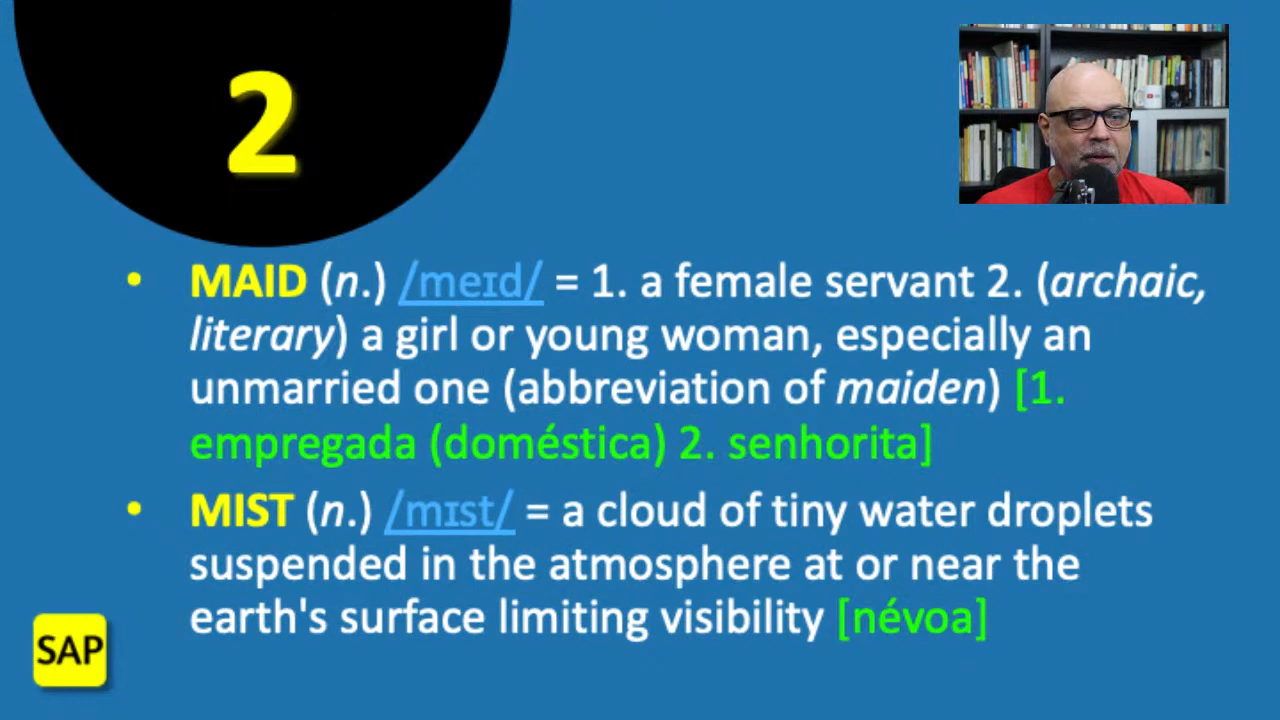 2
• MAID (n.) /meɪd/ = 1. a female servant 2. (archaic,
literary) a girl or young woman, especially an
unmarried one (abbreviation of maiden) [1.
empregada (doméstica) 2. senhorita]
• MIST (n.) /mɪst/ = a cloud of tiny water droplets
suspended in the atmosphere at or near the
earth's surface limiting visibility [névoa]
SAP